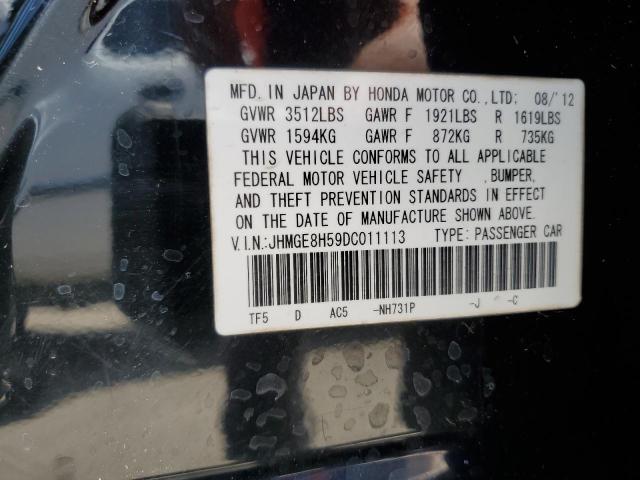 MFD. IN JAPAN BY HONDA MOTOR CO.,LTD: 08/'12
GVWR 3512LBS GAWR F 1921LBS R 1619LBS
GVWR 1594KG GAWR F 872KG R 735KG
THIS VEHICLE CONFORMS TO ALL APPLICABLE
FEDERAL MOTOR VEHICLE SAFETY ,BUMPER,
AND THEFT PREVENTION STANDARDS IN EFFECT
ON THE DATE OF MANUFACTURE SHOWN ABOVE.
V.I.N.:JHMGE8H59DC011113 TYPE: PASSENGER CAR
TF5 D AC5 -NH731P -J -C